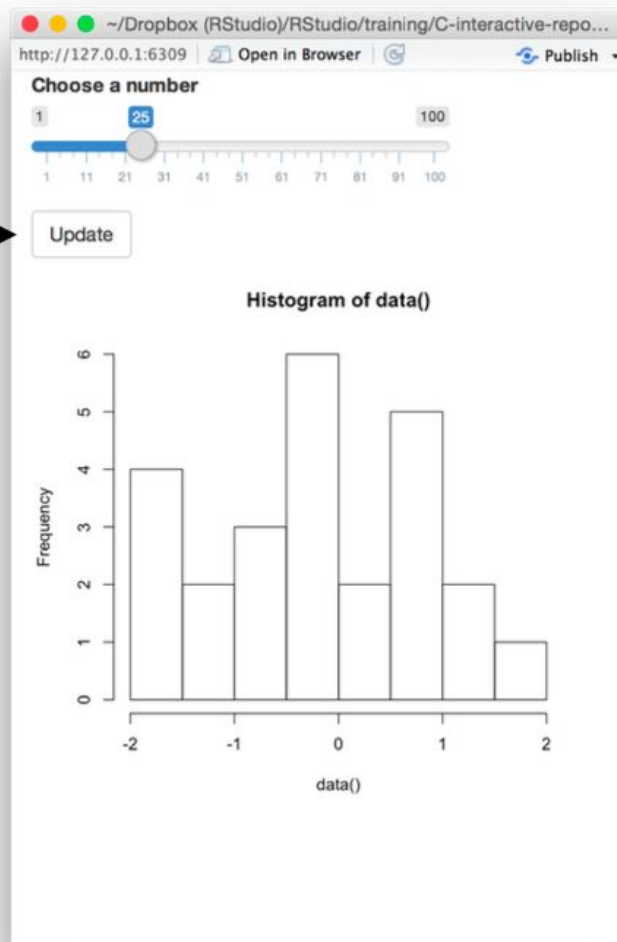 ~/Dropbox (RStudio)/RStudio/training/C-interactive-repo...
http://127.0.0.1:6309 Open in Browser Publish
Choose a number
1 25 100
1 11 21 31 41 51 61 71 81 91 100
Update
Histogram of data()
Frequency
6
5
4
3
2
1
0
-2 -1 0 1 2
data()